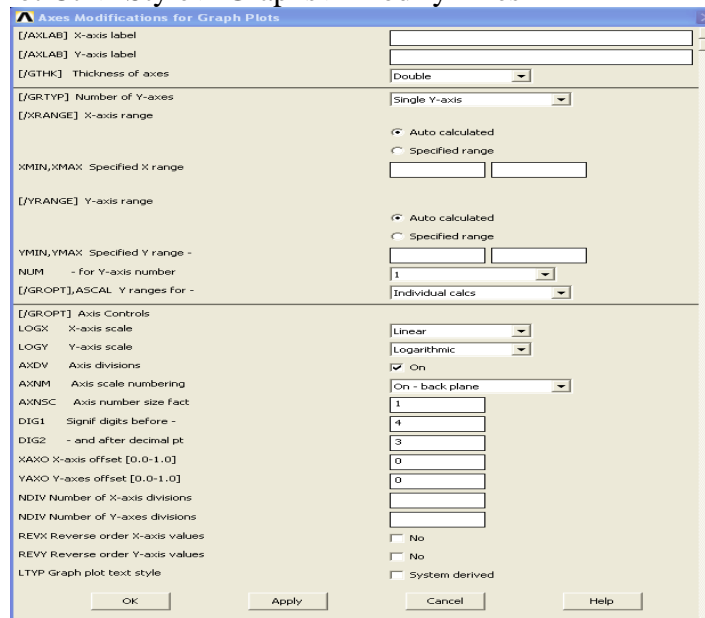 Axes Modifications for Graph Plots
[/AXLAB] X-axis label
[/AXLAB] Y-axis label
[/GTHK] Thickness of axes Double
[/GRTYP] Number of Y-axes Single Y-axis
[/XRANGE] X-axis range
Auto calculated
Specified range
XMIN,XMAX Specified X range
[/YRANGE] Y-axis range
Auto calculated
Specified range
YMIN,YMAX Specified Y range -
NUM - for Y-axis number 1
[/GROPT],ASCAL Y ranges for - Individual calcs
[/GROPT] Axis Controls
LOGX X-axis scale Linear
LOGY Y-axis scale Logarithmic
AXDV Axis divisions On
AXNM Axis scale numbering On - back plane
AXNSC Axis number size fact 1
DIG1 Signif digits before - 4
DIG2 - and after decimal pt 3
XAXO X-axis offset [0.0-1.0] 0
YAXO Y-axes offset [0.0-1.0] 0
NDIV Number of X-axis divisions
NDIV Number of Y-axes divisions
REVX Reverse order X-axis values No
REVY Reverse order Y-axis values No
LTYP Graph plot text style System derived
OK Apply Cancel Help